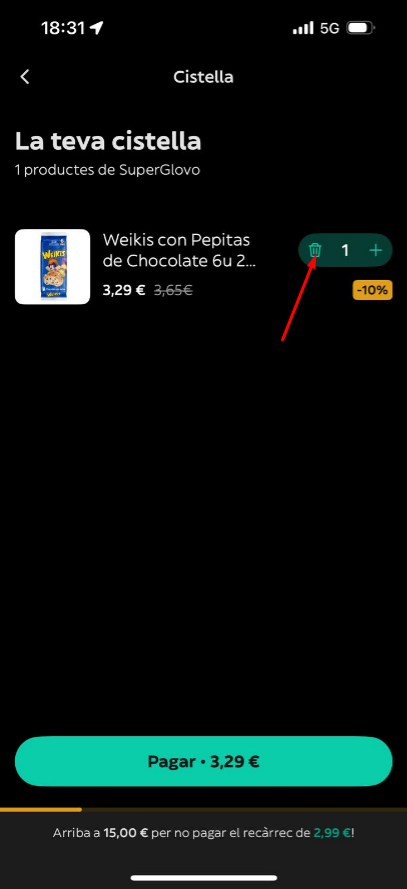 18:31
5G
Cistella
La teva cistella
1 productes de SuperGlovo
Weikis con Pepitas
de Chocolate 6u 2...
1
3,29 € 3,65€
-10%
WEIKIS
Pagar • 3,29 €
Arriba a 15,00 € per no pagar el recàrrec de 2,99 €!